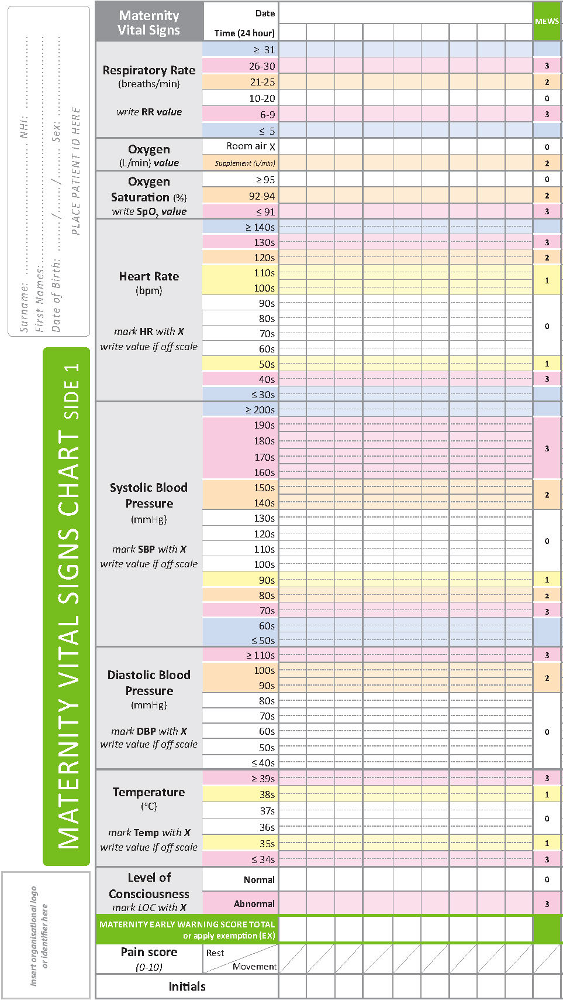 Surname: NHI:
First Names:
Date of Birth: / / Sex:
PLACE PATIENT ID HERE
MATERNITY VITAL SIGNS CHART SIDE 1
Insert organisational logo
or identifier here
Maternity
Vital Signs
Date
Time (24 hour)
MEWS
Respiratory Rate
(breaths/min)
write RR value
≥ 31
26-30 3
21-25 2
10-20 0
6-9 3
≤ 5
Oxygen
(L/min) value
Room air X 0
Supplement (L/min) 2
Oxygen
Saturation (%)
write SpO₂ value
≥ 95 0
92-94 2
≤ 91 3
Heart Rate
(bpm)
mark HR with X
write value if off scale
≥ 140s
130s 3
120s 2
110s
100s
1
90s
80s
70s
60s
0
50s 1
40s 3
≤ 30s
Systolic Blood
Pressure
(mmHg)
mark SBP with X
write value if off scale
≥ 200s
190s
180s
170s
160s
3
150s
140s
2
130s
120s
110s
100s
0
90s 1
80s 2
70s 3
60s
≤ 50s
Diastolic Blood
Pressure
(mmHg)
mark DBP with X
write value if off scale
≥ 110s 3
100s
90s
2
80s
70s
60s
50s
≤ 40s
0
Temperature
(°C)
mark Temp with X
write value if off scale
≥ 39s 3
38s 1
37s
36s
0
35s 1
≤ 34s 3
Level of
Consciousness
mark LOC with X
Normal 0
Abnormal 3
MATERNITY EARLY WARNING SCORE TOTAL
or apply exemption (EX)
Pain score
(0-10)
Rest
Movement
Initials